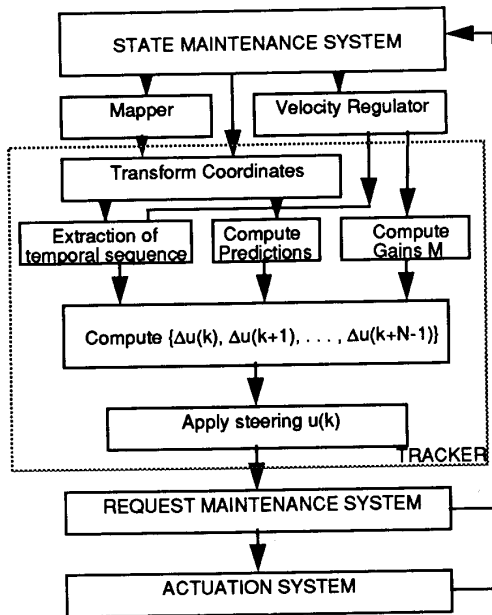 STATE MAINTENANCE SYSTEM
Mapper
Velocity Regulator
Transform Coordinates
Extraction of
temporal sequence
Compute
Predictions
Compute
Gains M
Compute {Δu(k), Δu(k+1), . . . , Δu(k+N-1)}
Apply steering u(k)
TRACKER
REQUEST MAINTENANCE SYSTEM
ACTUATION SYSTEM